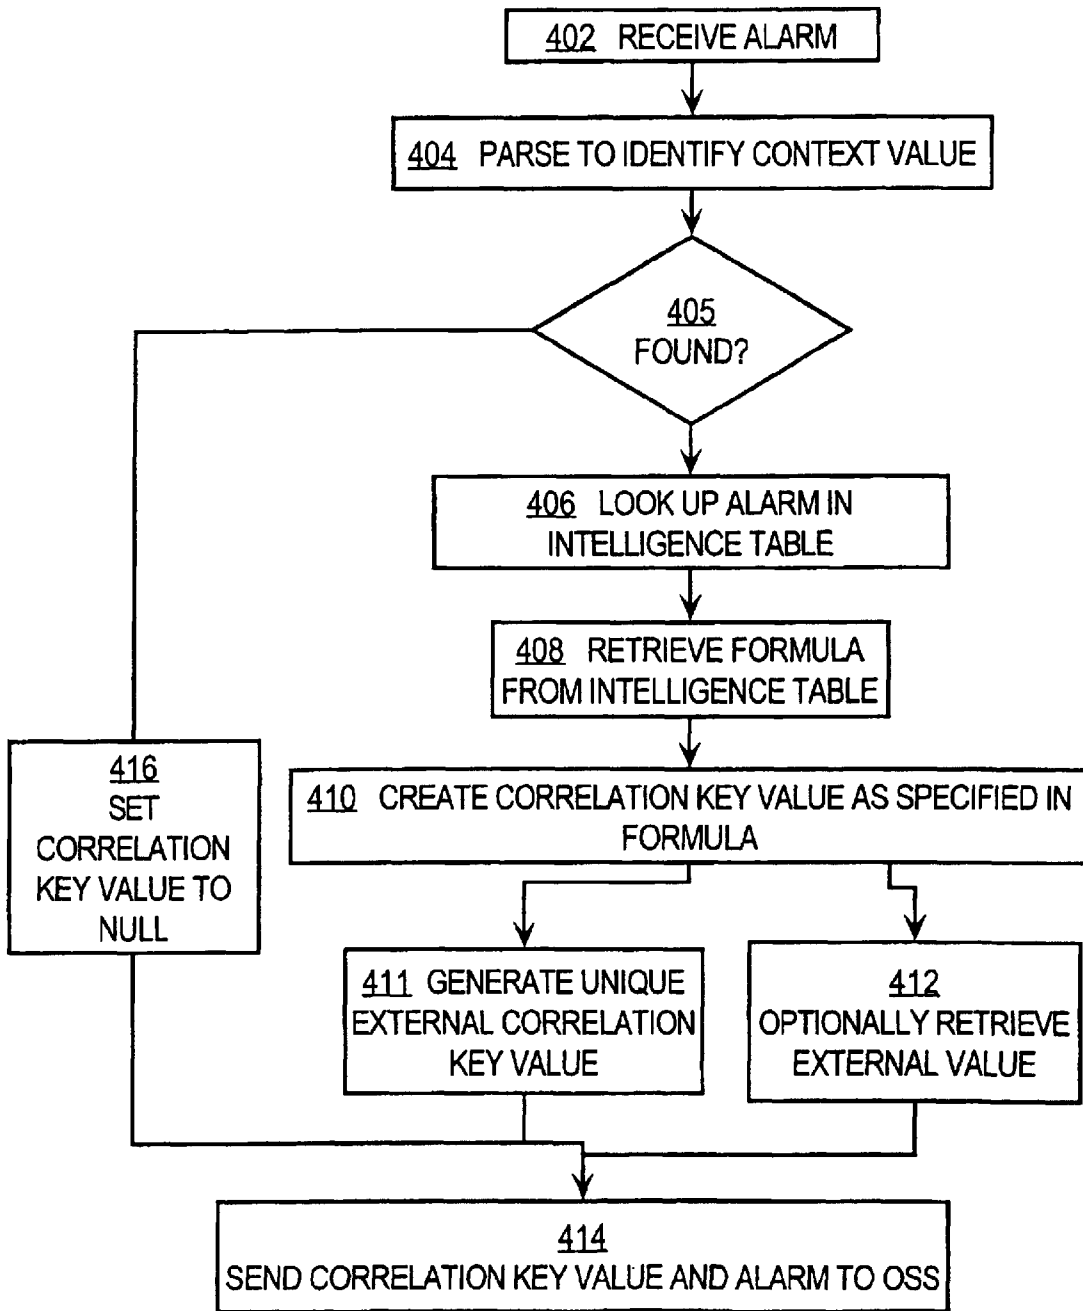 402 RECEIVE ALARM
404 PARSE TO IDENTIFY CONTEXT VALUE
405
FOUND?
406 LOOK UP ALARM IN
INTELLIGENCE TABLE
408 RETRIEVE FORMULA
FROM INTELLIGENCE TABLE
416
SET
CORRELATION
KEY VALUE TO
NULL
410 CREATE CORRELATION KEY VALUE AS SPECIFIED IN
FORMULA
411 GENERATE UNIQUE
EXTERNAL CORRELATION
KEY VALUE
412
OPTIONALLY RETRIEVE
EXTERNAL VALUE
414
SEND CORRELATION KEY VALUE AND ALARM TO OSS